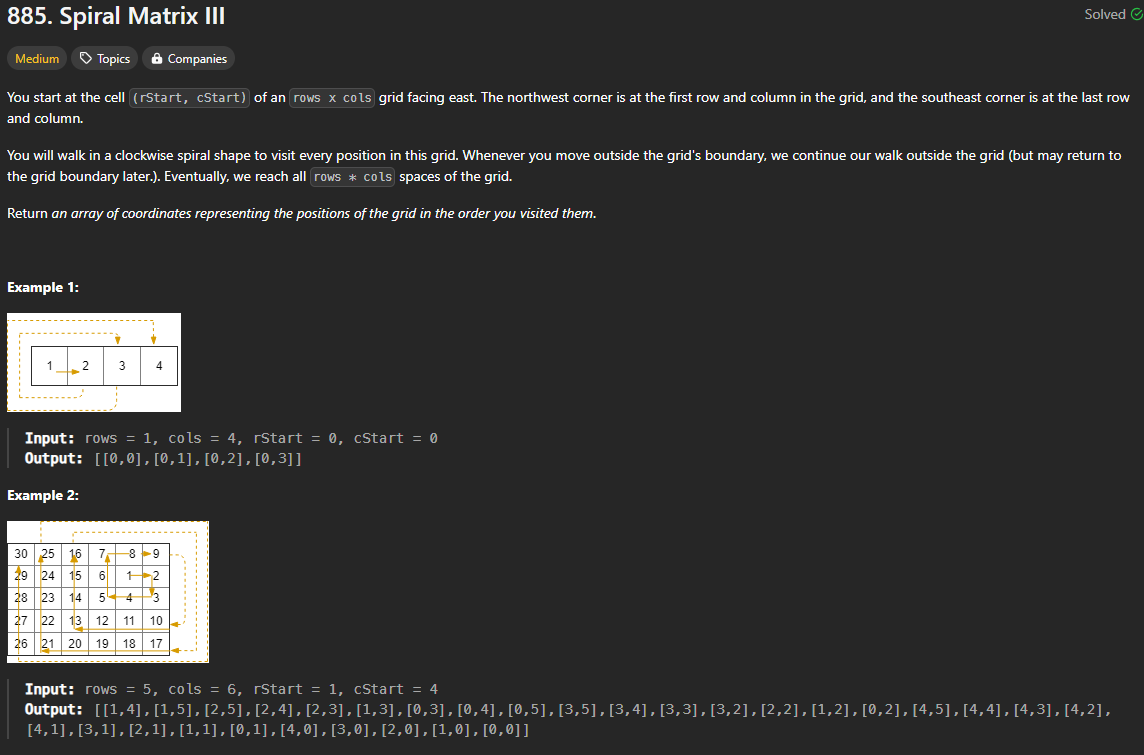 885. Spiral Matrix III
Solved
Medium Topics Companies
You start at the cell (rStart, cStart) of an rows x cols grid facing east. The northwest corner is at the first row and column in the grid, and the southeast corner is at the last row
and column.
You will walk in a clockwise spiral shape to visit every position in this grid. Whenever you move outside the grid's boundary, we continue our walk outside the grid (but may return to
the grid boundary later.). Eventually, we reach all rows * cols spaces of the grid.
Return an array of coordinates representing the positions of the grid in the order you visited them.
Example 1:
1 2 3 4
Input: rows = 1, cols = 4, rStart = 0, cStart = 0
Output: [[0,0],[0,1],[0,2],[0,3]]
Example 2:
30 25 16 7 8 9
29 24 15 6 1 2
28 23 14 5 4 3
27 22 13 12 11 10
26 21 20 19 18 17
Input: rows = 5, cols = 6, rStart = 1, cStart = 4
Output: [[1,4],[1,5],[2,5],[2,4],[2,3],[1,3],[0,3],[0,4],[0,5],[3,5],[3,4],[3,3],[3,2],[2,2],[1,2],[0,2],[4,5],[4,4],[4,3],[4,2],
[4,1],[3,1],[2,1],[1,1],[0,1],[4,0],[3,0],[2,0],[1,0],[0,0]]